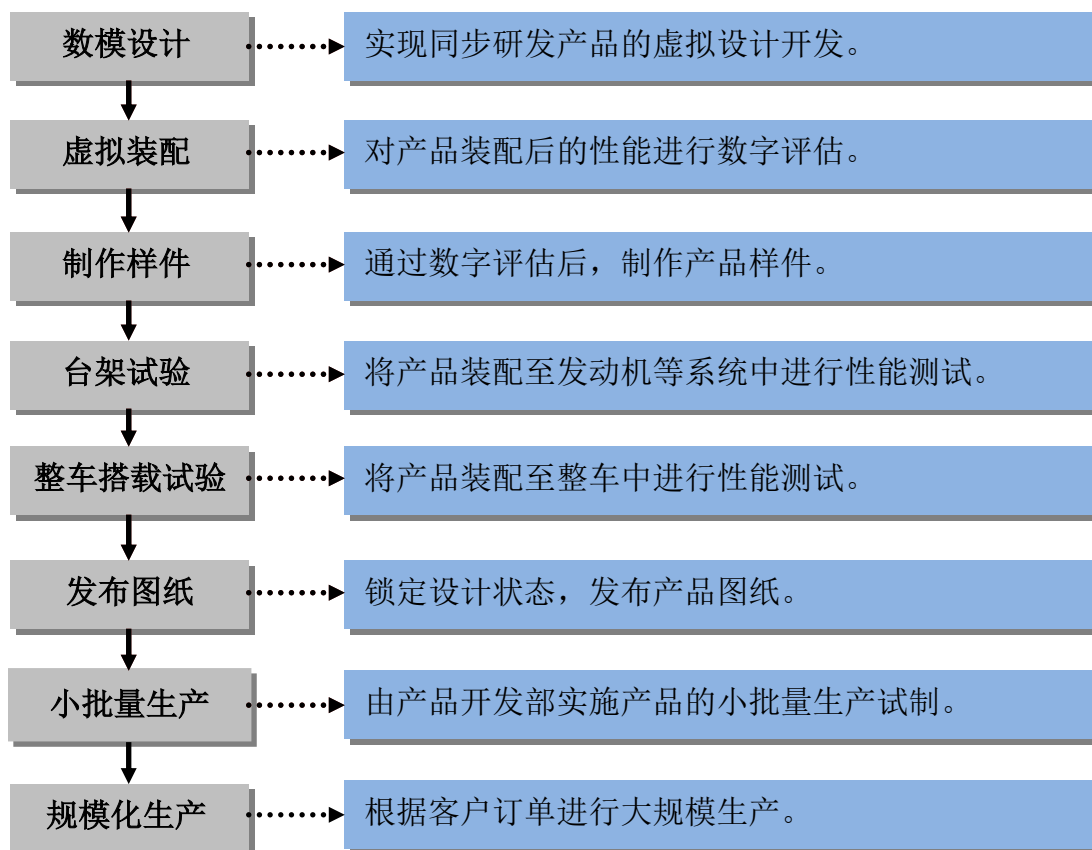 数模设计
实现同步研发产品的虚拟设计开发。
虚拟装配
对产品装配后的性能进行数字评估。
制作样件
通过数字评估后，制作产品样件。
台架试验
将产品装配至发动机等系统中进行性能测试。
整车搭载试验
将产品装配至整车中进行性能测试。
发布图纸
锁定设计状态，发布产品图纸。
小批量生产
由产品开发部实施产品的小批量生产试制。
规模化生产
根据客户订单进行大规模生产。